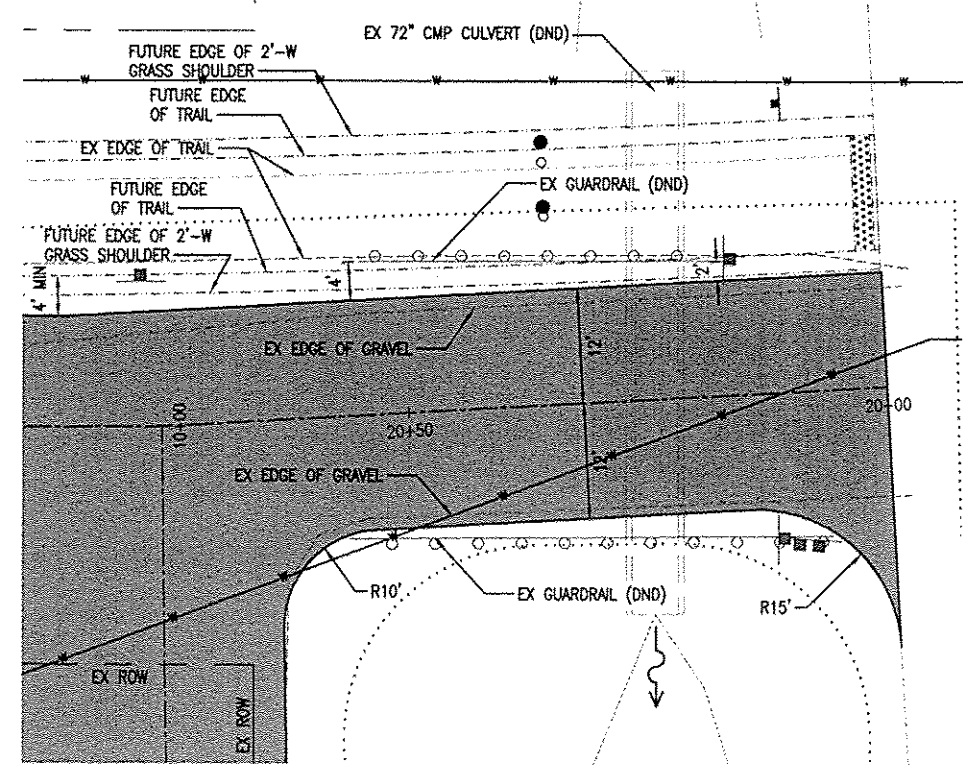 EX 72" CMP CULVERT (DND)
FUTURE EDGE OF 2'-W
GRASS SHOULDER
W W W W W W W W
FUTURE EDGE
OF TRAIL
EX EDGE OF TRAIL
FUTURE EDGE
OF TRAIL
EX GUARDRAIL (DND)
FUTURE EDGE OF 2'-W
GRASS SHOULDER
4' MIN
4'
2'
EX EDGE OF GRAVEL
12'
20+00
10+00
20+50
12'
EX EDGE OF GRAVEL
R10'
EX GUARDRAIL (DND)
R15'
EX ROW
EX ROW